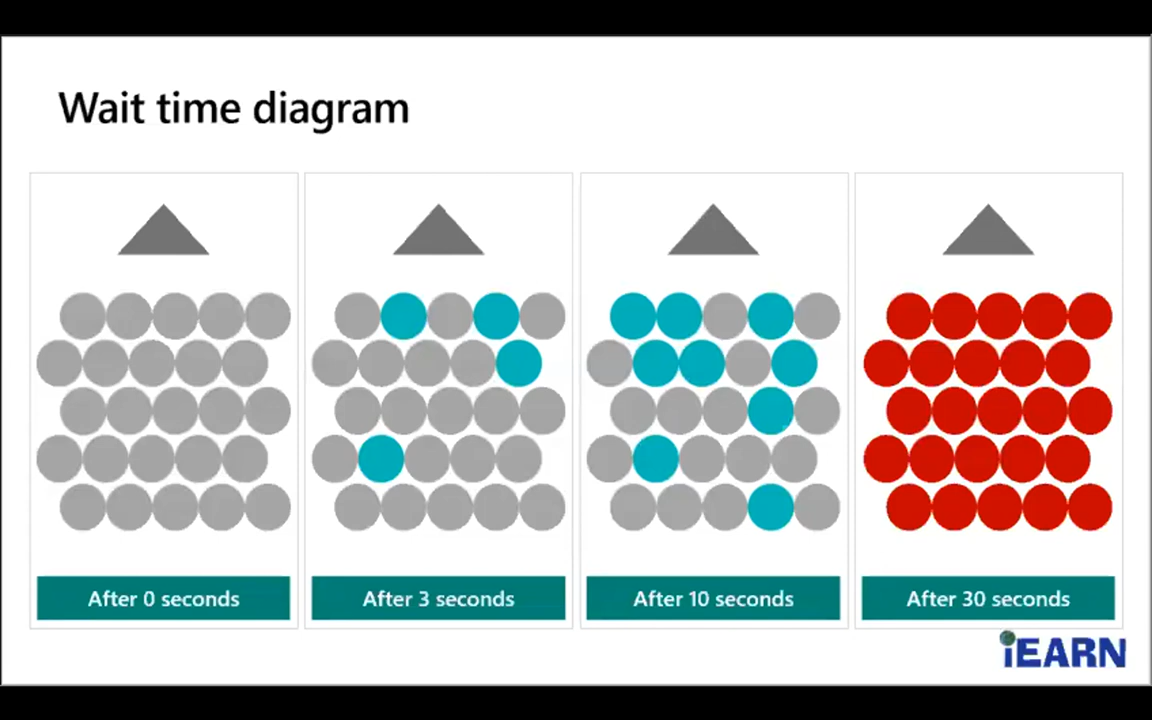 Wait time diagram
After 0 seconds
After 3 seconds
After 10 seconds
After 30 seconds
iEARN